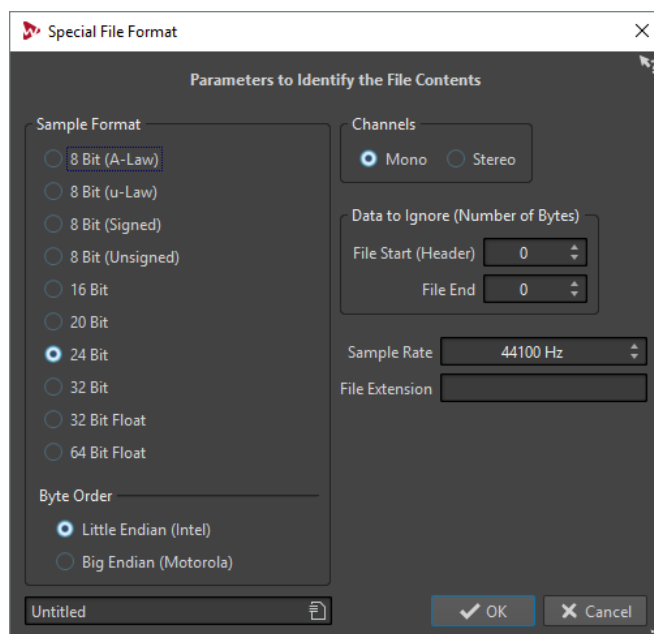 Special File Format
Parameters to Identify the File Contents
Sample Format
8 Bit (A-Law)
8 Bit (u-Law)
8 Bit (Signed)
8 Bit (Unsigned)
16 Bit
20 Bit
24 Bit
32 Bit
32 Bit Float
64 Bit Float
Byte Order
Little Endian (Intel)
Big Endian (Motorola)
Channels
Mono Stereo
Data to Ignore (Number of Bytes)
File Start (Header) 0
File End 0
Sample Rate 44100 Hz
File Extension
Untitled
OK Cancel